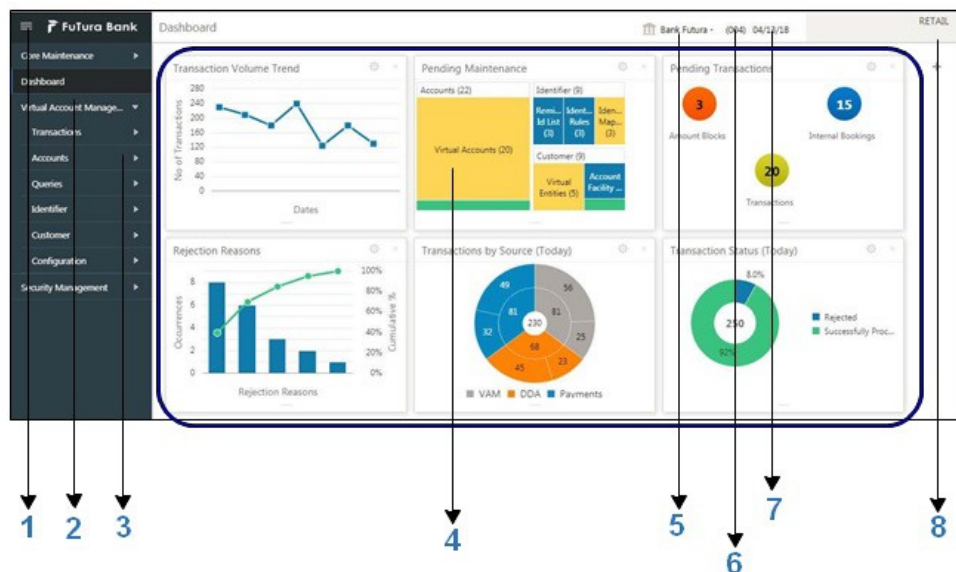 FuTura Bank
Dashboard
Bank Futura - (004) 04/13/18
RETAIL
Core Maintenance
Dashboard
Virtual Account Manage...
Transactions
Accounts
Queries
Identifier
Customer
Configuration
Security Management
Transaction Volume Trend
No of Transactions
280
240
200
160
120
80
40
0
Dates
Pending Maintenance
Accounts (22)
Virtual Accounts (20)
Identifier (9)
Remi... Id List (3)
Ident... Rules (3)
Iden... Map... (3)
Customer (9)
Virtual Entities (5)
Account Facility ...
Pending Transactions
3
Amount Blocks
15
Internal Bookings
20
Transactions
Rejection Reasons
Occurrences
8
6
4
2
0
100%
80%
60%
40%
20%
0%
Cumulative %
Rejection Reasons
Transactions by Source (Today)
49
56
81
81
32
230
25
68
45
23
VAM DDA Payments
Transaction Status (Today)
8.0%
250
92%
Rejected
Successfully Proc...
1
2
3
4
5
6
7
8